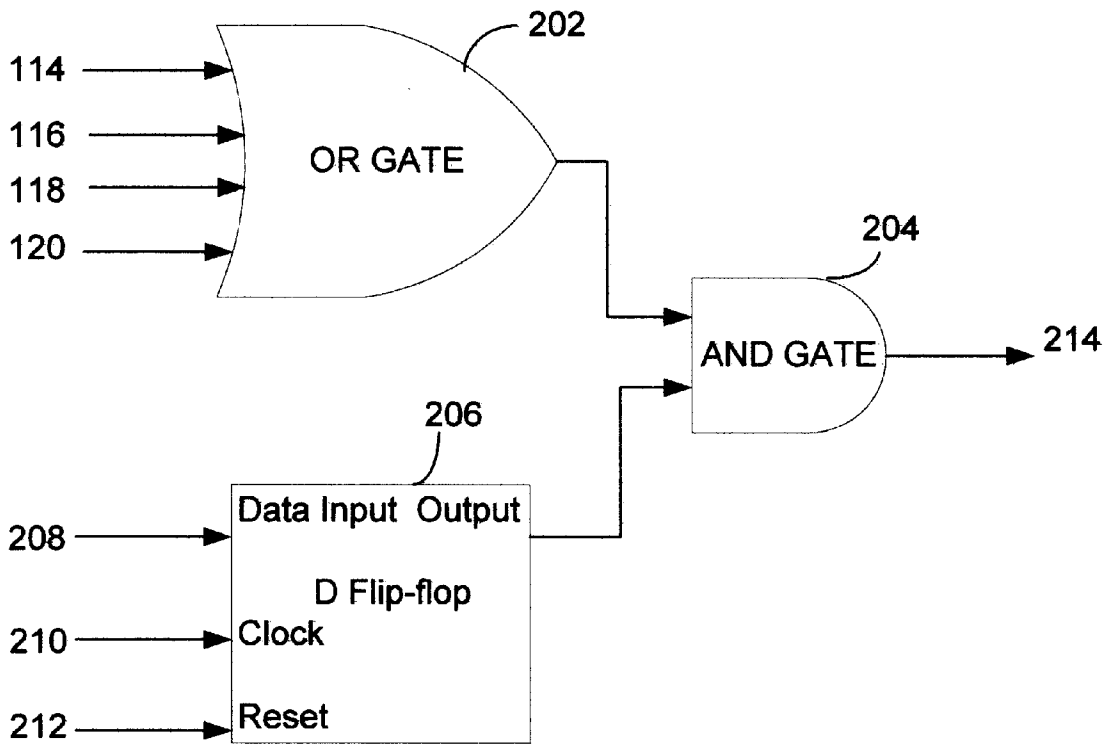 202
114
116
OR GATE
118
120
204
AND GATE
214
206
Data Input Output
208
D Flip-flop
210
Clock
212
Reset